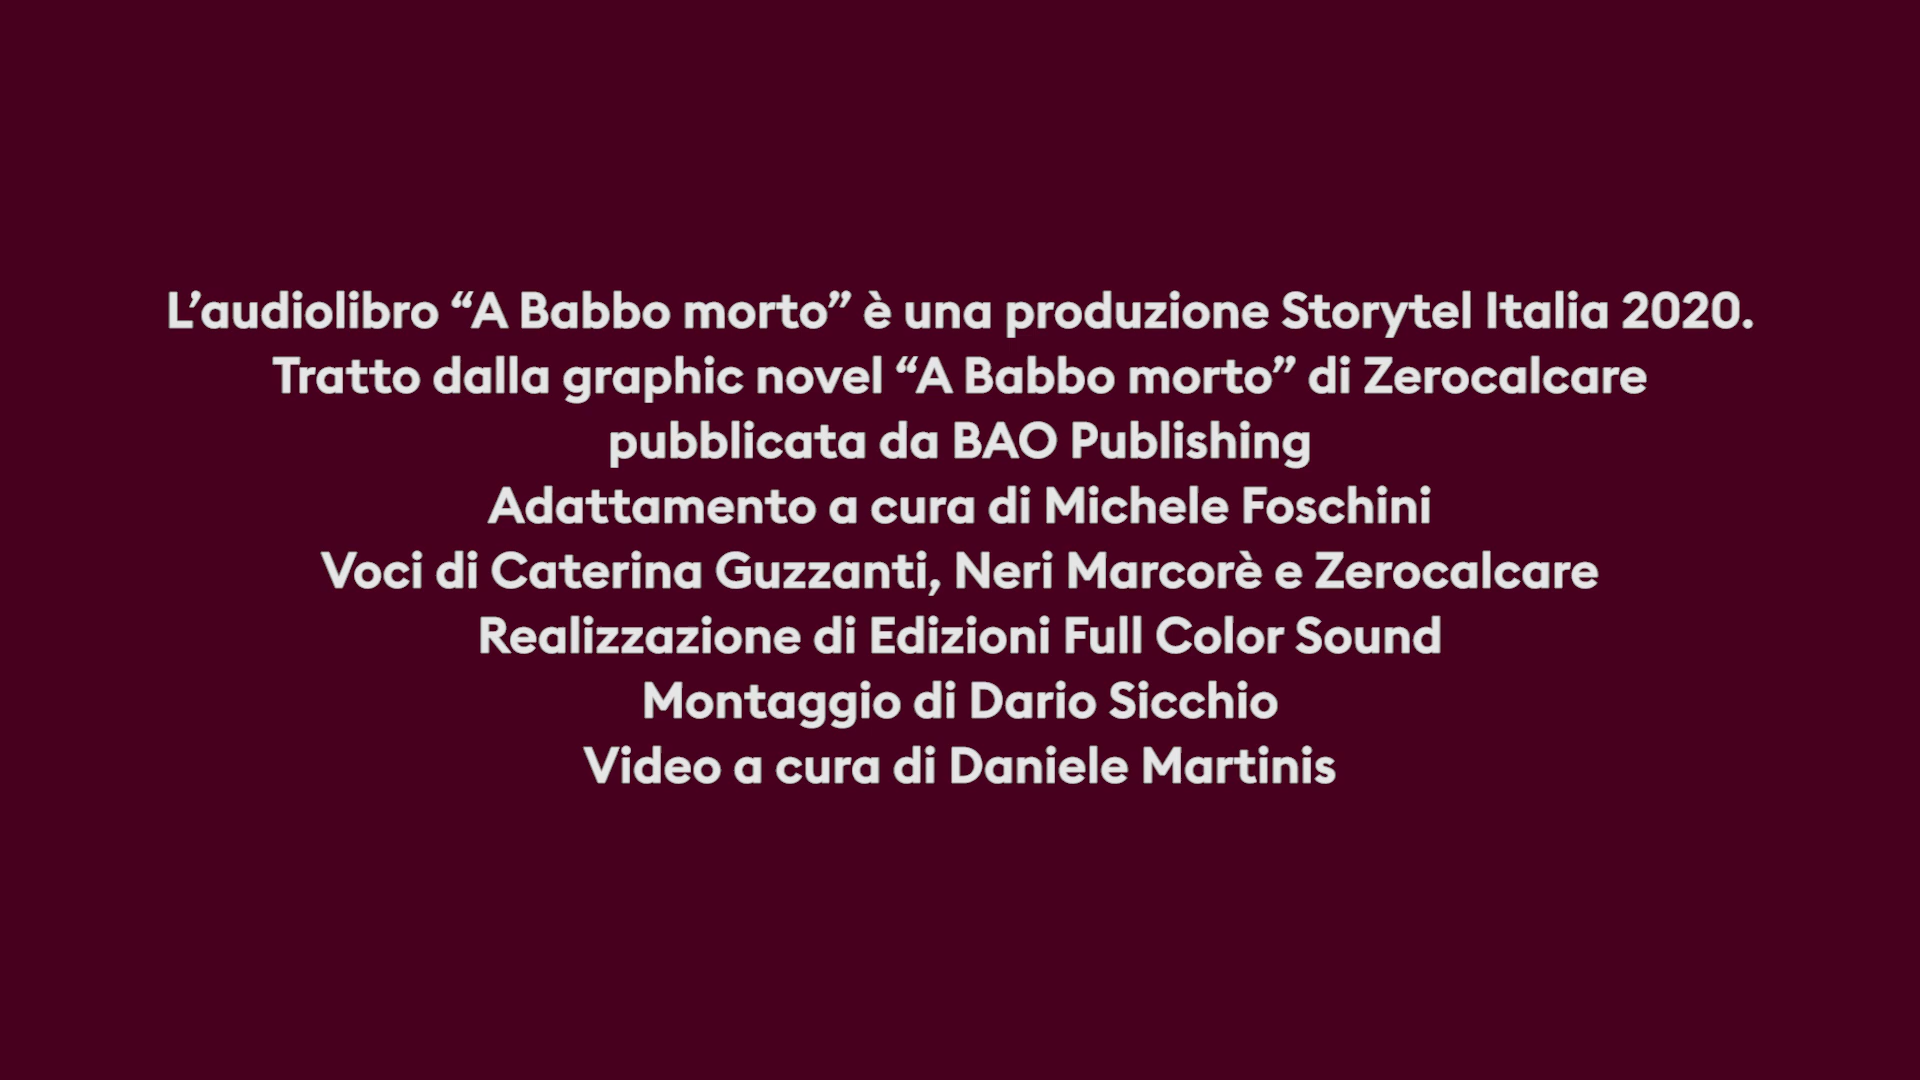 L’audiolibro “A Babbo morto” è una produzione Storytel Italia 2020.
Tratto dalla graphic novel “A Babbo morto” di Zerocalcare
pubblicata da BAO Publishing
Adattamento a cura di Michele Foschini
Voci di Caterina Guzzanti, Neri Marcorè e Zerocalcare
Realizzazione di Edizioni Full Color Sound
Montaggio di Dario Sicchio
Video a cura di Daniele Martinis